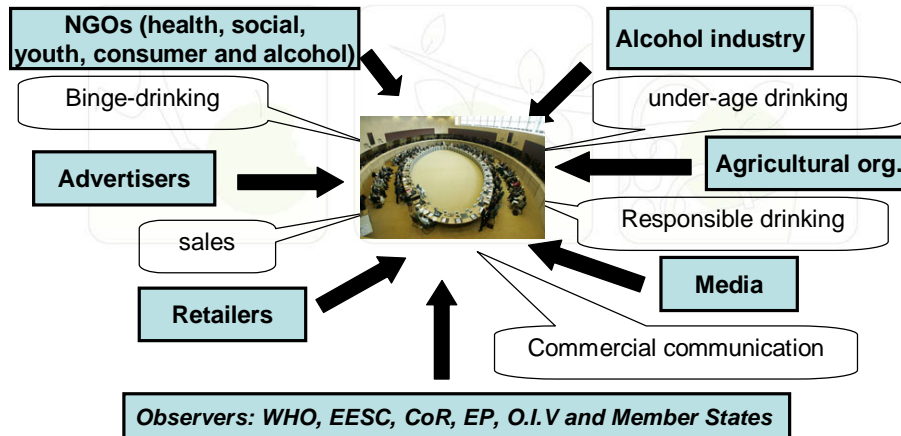 NGOs (health, social,
youth, consumer and alcohol)
Alcohol industry
Binge-drinking
under-age drinking
Advertisers
Agricultural org.
sales
Responsible drinking
Retailers
Media
Commercial communication
Observers: WHO, EESC, CoR, EP, O.I.V and Member States